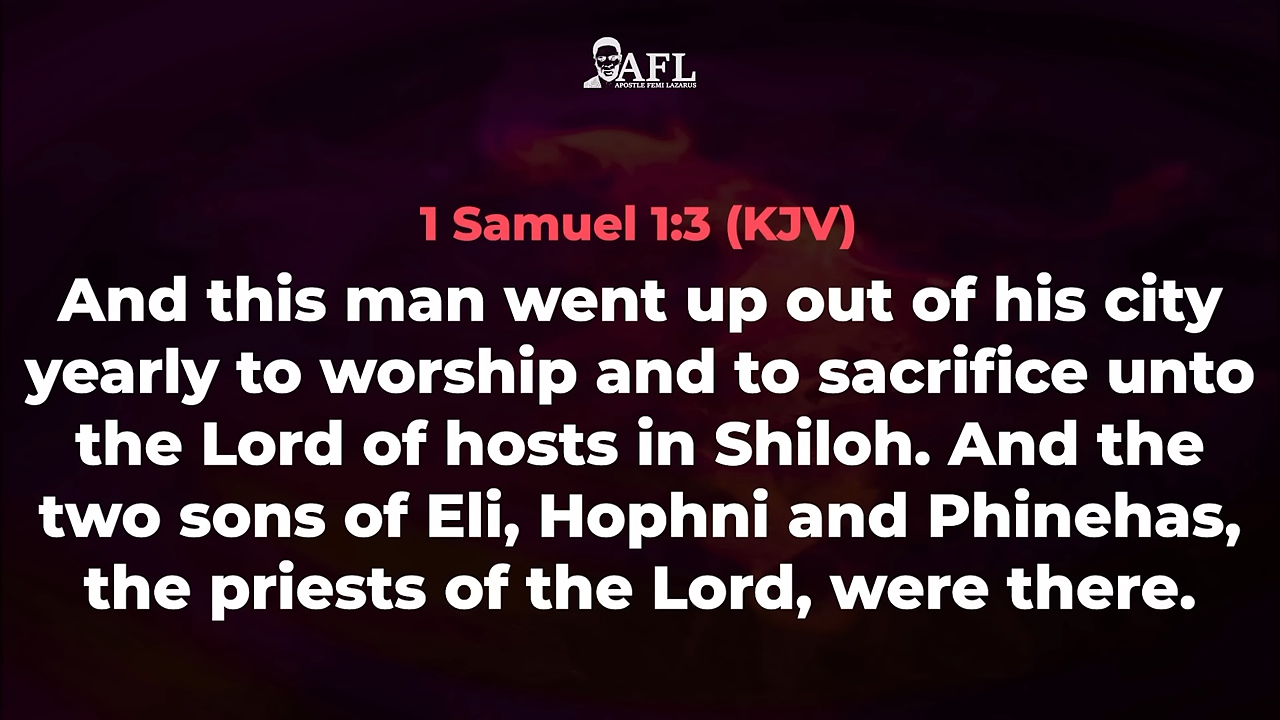 AFL
APOSTLE FEMI LAZARUS
1 Samuel 1:3 (KJV)
And this man went up out of his city
yearly to worship and to sacrifice unto
the Lord of hosts in Shiloh. And the
two sons of Eli, Hophni and Phinehas,
the priests of the Lord, were there.